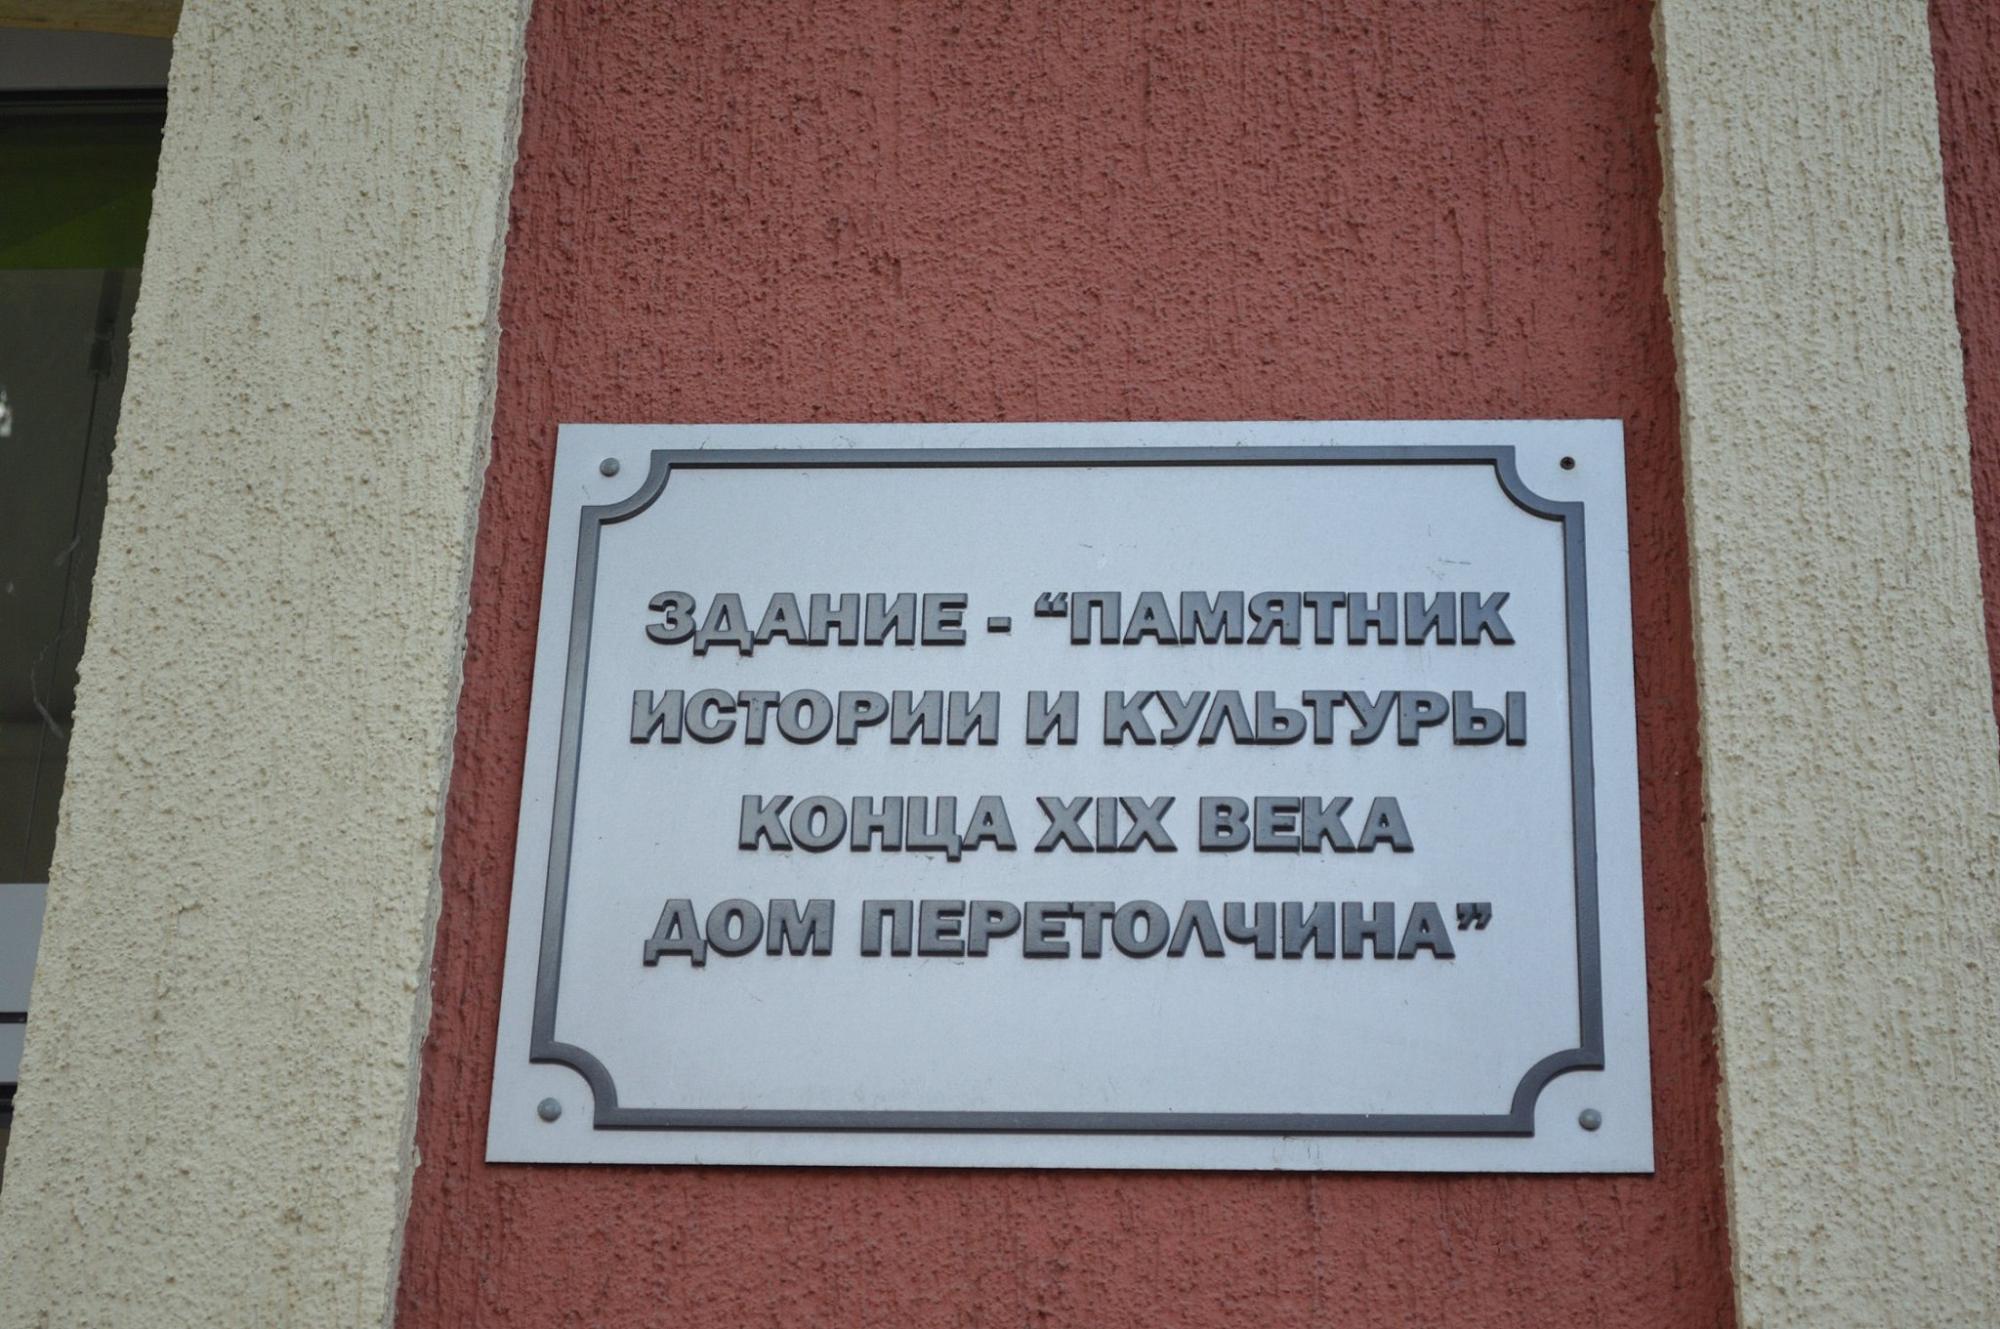 ЗДАНИЕ - “ПАМЯТНИК
ИСТОРИИ И КУЛЬТУРЫ
КОНЦА XIX ВЕКА
ДОМ ПЕРЕТОЛЧИНА”